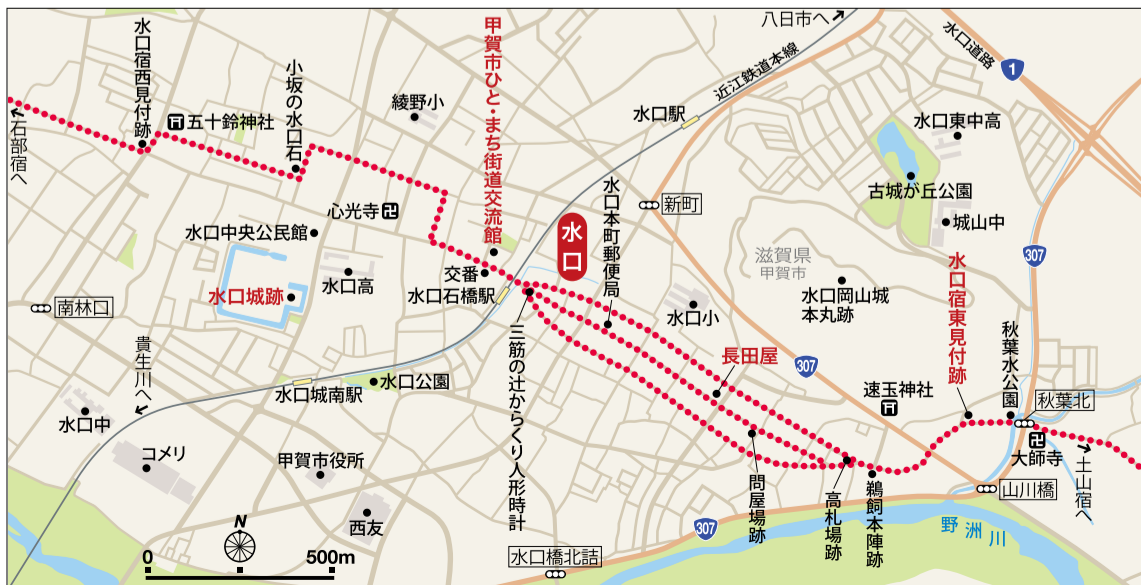 八日市へ
水口道路
1
近江鉄道本線
水口宿西見付跡
五十鈴神社
小坂の水口石
綾野小
甲賀市ひと・まち街道交流館
水口駅
水口東中高
石部宿へ
心光寺
水口中央公民館
水口本町郵便局
新町
古城が丘公園
城山中
水口
滋賀県
甲賀市
307
水口城跡
水口高
交番
水口石橋駅
水口小
水口岡山城
本丸跡
水口宿東見付跡
南林口
貴生川へ
三筋の辻からくり人形時計
長田屋
307
秋葉水公園
秋葉北
水口城南駅
水口公園
速玉神社
水口中
大師寺
土山宿へ
コメリ
甲賀市役所
西友
問屋場跡
高札場跡
鵜飼本陣跡
山川橋
野洲川
307
水口橋北詰
N
0
500m